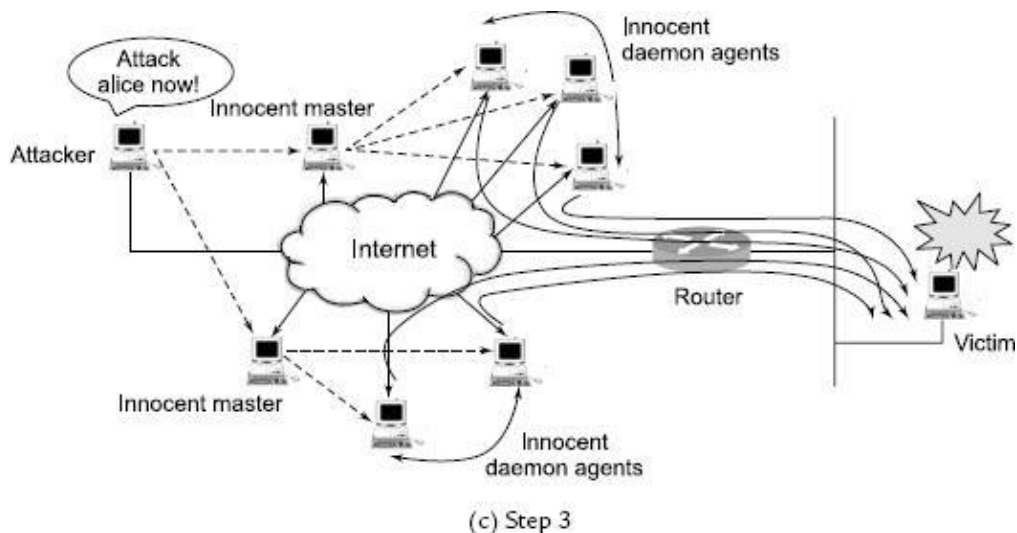 Attack
alice now!
Innocent
daemon agents
Innocent master
Attacker
Internet
Router
Victim
Innocent master
Innocent
daemon agents
(c) Step 3